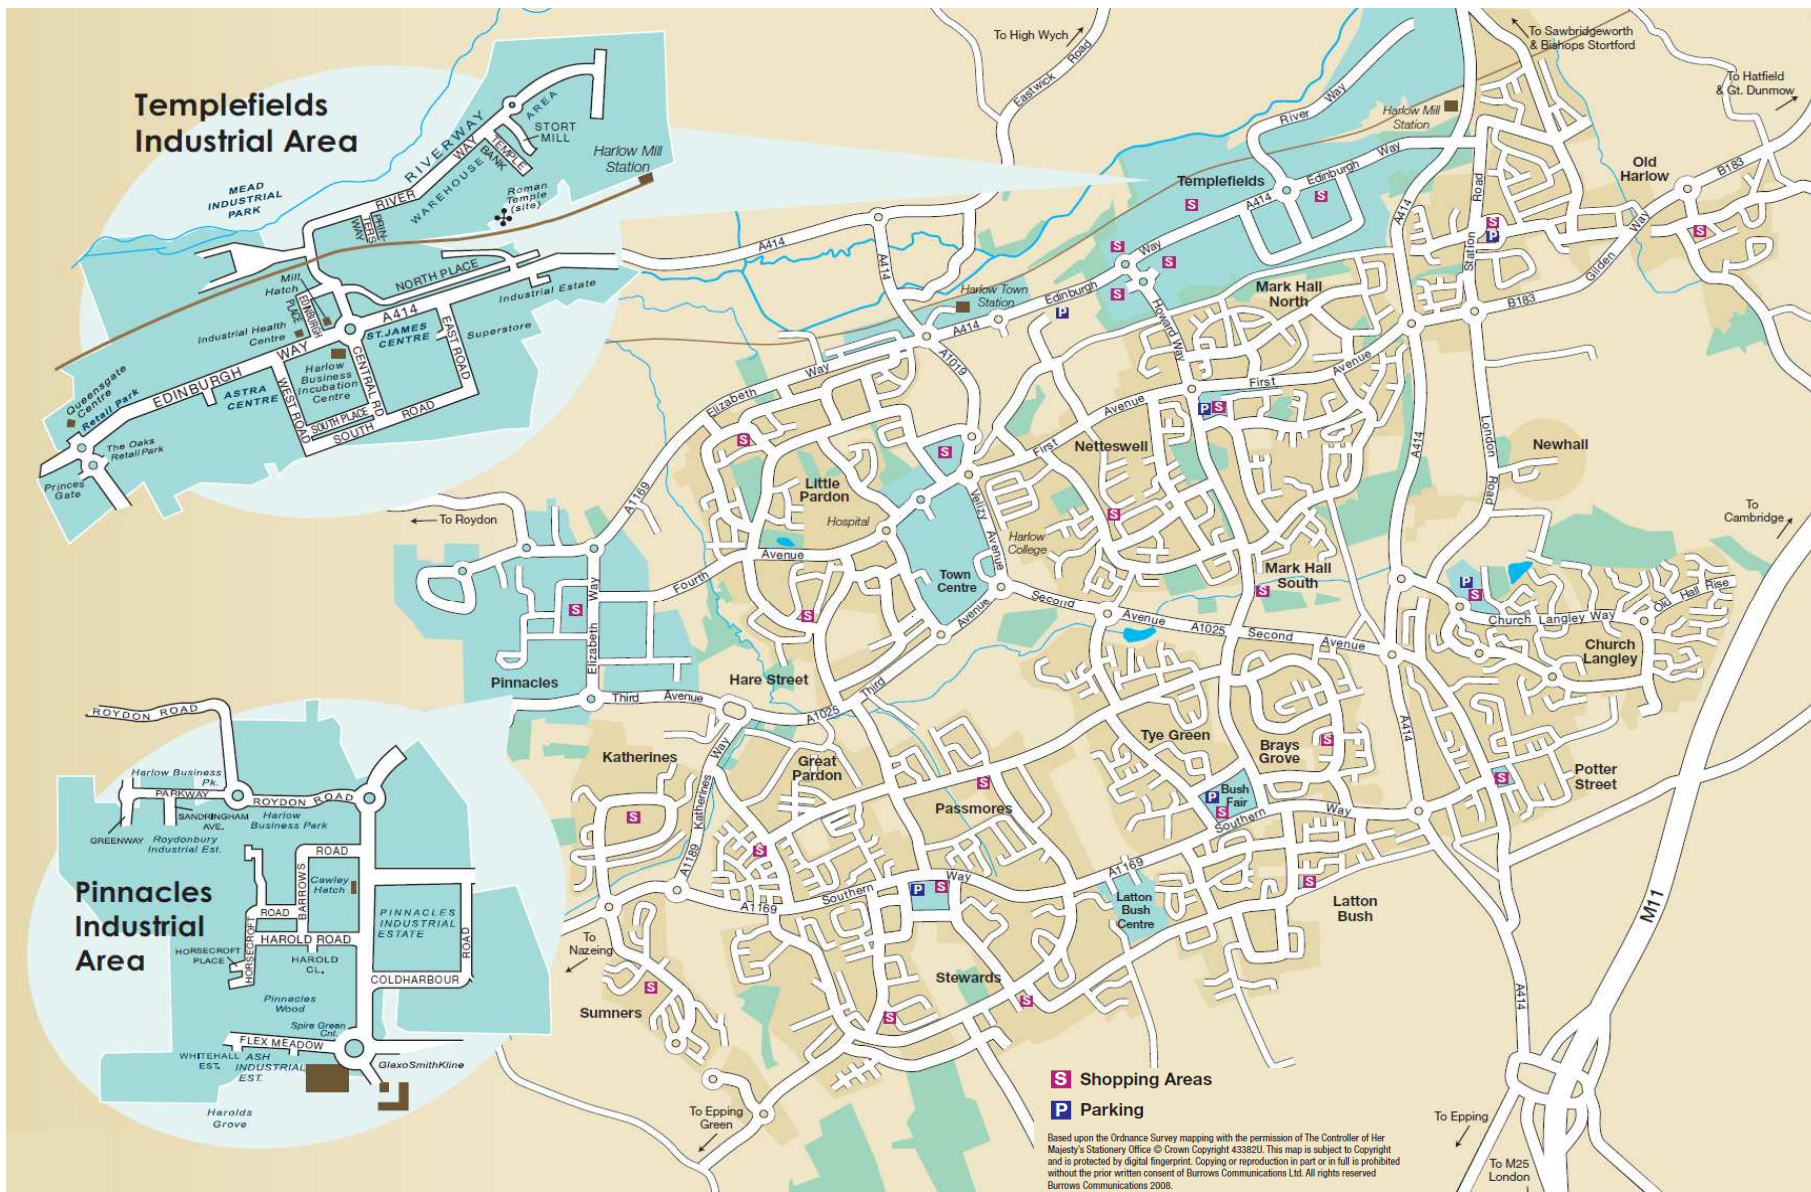 Templefields
Industrial Area
MEAD
INDUSTRIAL
PARK
RIVERWAY
WAREHOUSE
AREA
RIVER
WAY
STORT
MILL
TEMPLE
BANK
Harlow Mill
Station
Roman
Temple
(site)
PRIN-
TERS
WAY
NORTH PLACE
Mill
Hatch
EDINBURGH
PLACE
Industrial Estate
Industrial Health
Centre
A414
ST.JAMES
CENTRE
EAST ROAD
Superstore
EDINBURGH
WAY
Harlow
Business
Incubation
Centre
CENTRAL RD
Queensgate
Centre
Retail Park
ASTRA
CENTRE
WEST ROAD
SOUTH PLACE
SOUTH
ROAD
The Oaks
Retail Park
Princes
Gate
To High Wych
Eastwick
Road
To Sawbridgeworth
& Bishops Stortford
To Hatfield
& Gt. Dunmow
River
Way
Harlow Mill
Station
Old
Harlow
B183
Templefields
Edinburgh
Way
A414
A414
Station
Road
Gilden
Way
B183
A414
A414
Harlow Town
Station
Edinburgh
Way
A414
Howard Way
Mark Hall
North
A1019
Elizabeth
Way
First
Avenue
First
Avenue
Netteswell
A414
London
Road
Newhall
A1169
Little
Pardon
Hospital
Velizy
Avenue
Harlow
College
To Roydon
To
Cambridge
Fourth
Avenue
Town
Centre
Mark Hall
South
Elizabeth
Way
Avenue
Second
Avenue
A1025
Second
Avenue
Church Langley Way
Old Hall Rise
Church
Langley
Pinnacles
Hare Street
Third
Avenue
A1025
Third
A414
Katherines
Katherines
Way
Great
Pardon
Tye Green
Brays
Grove
Potter
Street
Passmores
Bush
Fair
Southern
Way
A1189
A1169
Southern
Way
A1169
Latton
Bush
Centre
Latton
Bush
M11
To
Nazeing
Stewards
Sumners
A414
To Epping
Green
To Epping
To M25
London
ROYDON ROAD
Harlow Business
Pk.
PARKWAY
ROYDON ROAD
SANDRINGHAM
AVE.
Harlow
Business Park
GREENWAY
Roydonbury
Industrial Est.
ROAD
BARROWS
Cawley
Hatch
Pinnacles
Industrial
Area
ROAD
PINNACLES
INDUSTRIAL
ESTATE
ROAD
HAROLD ROAD
HORSECROFT
PLACE
HORSECROFT
HAROLD
CL.
COLDHARBOUR
Pinnacles
Wood
Spire Green
Cnt.
FLEX MEADOW
WHITEHALL
EST.
ASH
INDUSTRIAL
EST.
GlaxoSmithKline
Harolds
Grove
S Shopping Areas
P Parking
Based upon the Ordnance Survey mapping with the permission of The Controller of Her
Majesty's Stationery Office © Crown Copyright 43382U. This map is subject to Copyright
and is protected by digital fingerprint. Copying or reproduction in part or in full is prohibited
without the prior written consent of Burrows Communications Ltd. All rights reserved
Burrows Communications 2008.